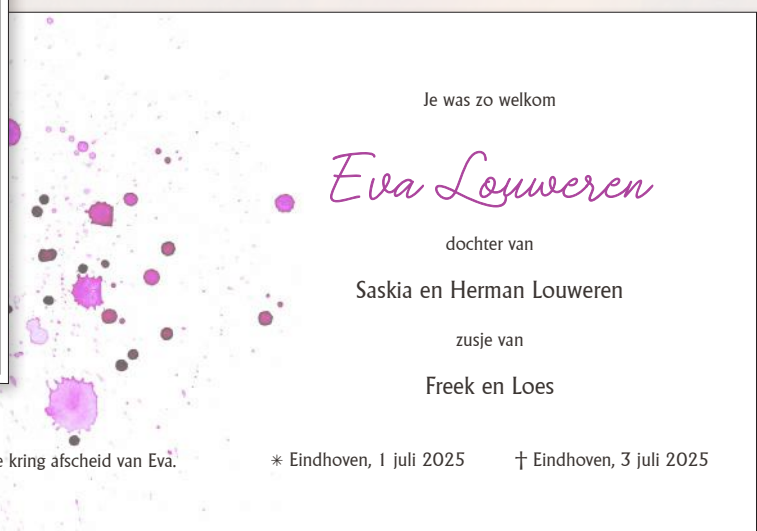 Je was zo welkom
Eva Louweren
dochter van
Saskia en Herman Louweren
zusje van
Freek en Loes
kring afscheid van Eva.
✳ Eindhoven, 1 juli 2025 † Eindhoven, 3 juli 2025